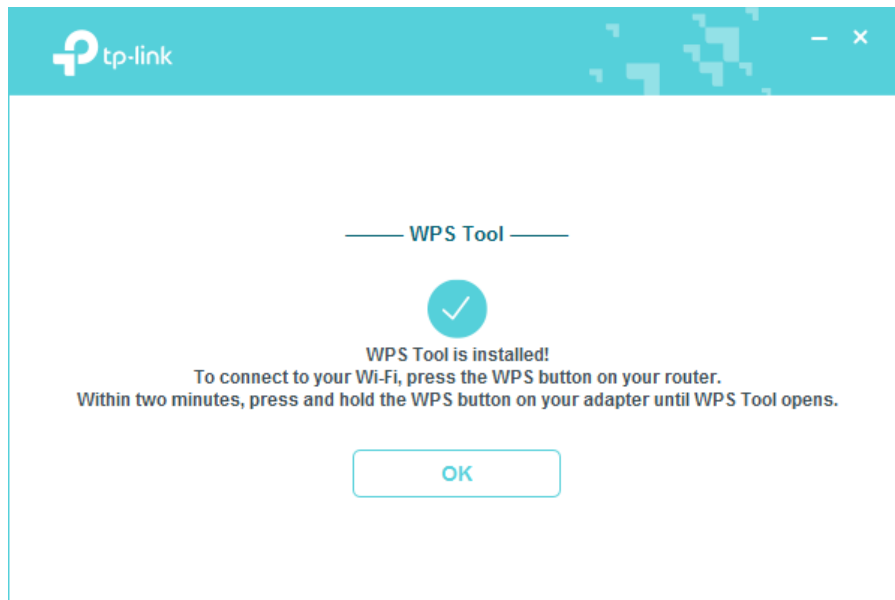 tp-link
WPS Tool
WPS Tool is installed!
To connect to your Wi-Fi, press the WPS button on your router.
Within two minutes, press and hold the WPS button on your adapter until WPS Tool opens.
OK